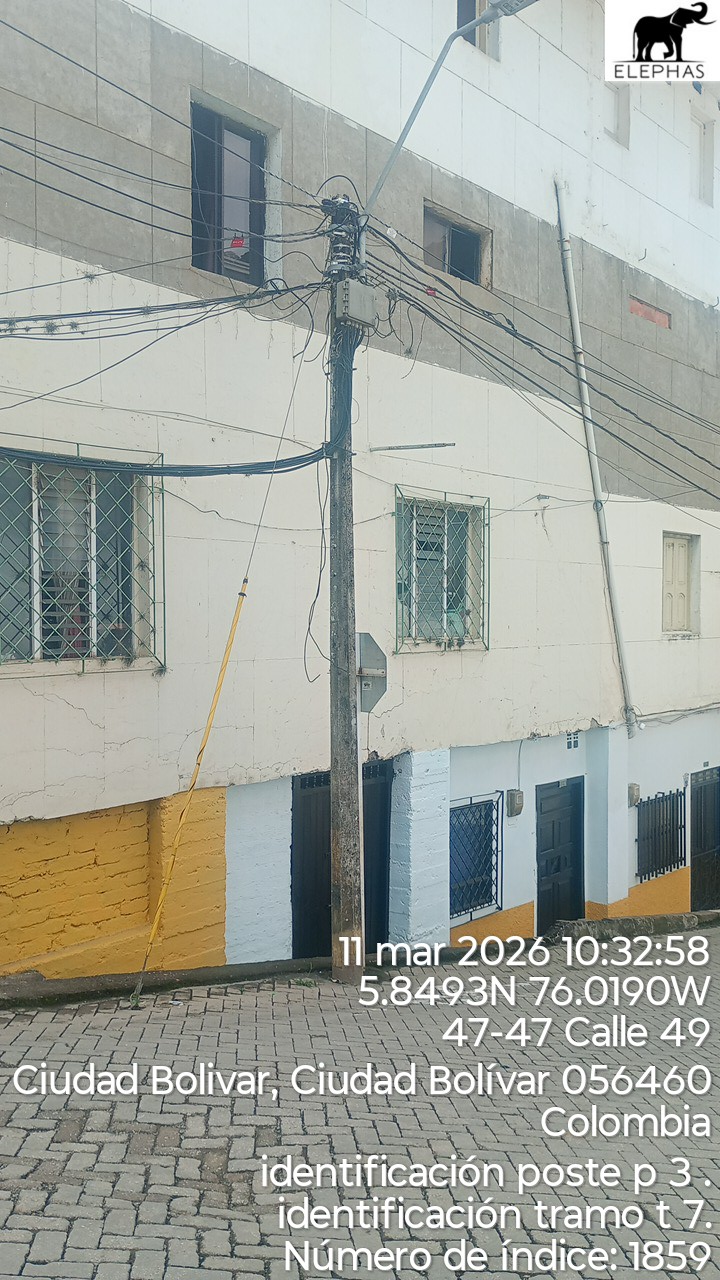 ELEPHAS
11 mar 2026 10:32:58
5.8493N 76.0190W
47-47 Calle 49
Ciudad Bolivar, Ciudad Bolívar 056460
Colombia
identificación poste p 3 .
identificación tramo t 7.
Número de índice: 1859